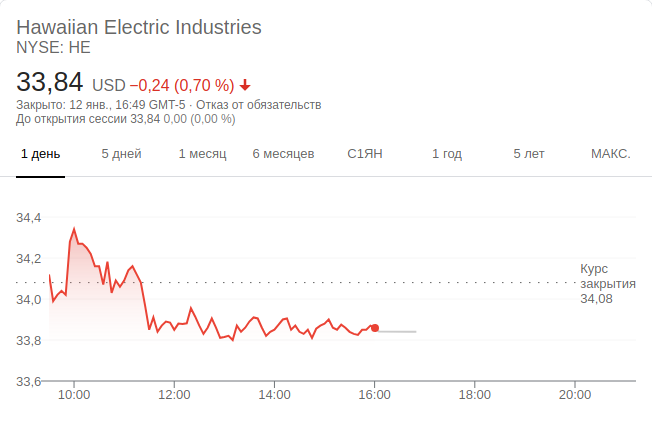 Hawaiian Electric Industries
NYSE: HE
33,84 USD −0,24 (0,70 %)
Закрыто: 12 янв., 16:49 GMT-5 · Отказ от обязательств
До открытия сессии 33,84 0,00 (0,00 %)
1 день 5 дней 1 месяц 6 месяцев С1ЯН 1 год 5 лет МАКС.
34,4
34,2
34,0
33,8
33,6
Курс
закрытия
34,08
10:00 12:00 14:00 16:00 18:00 20:00